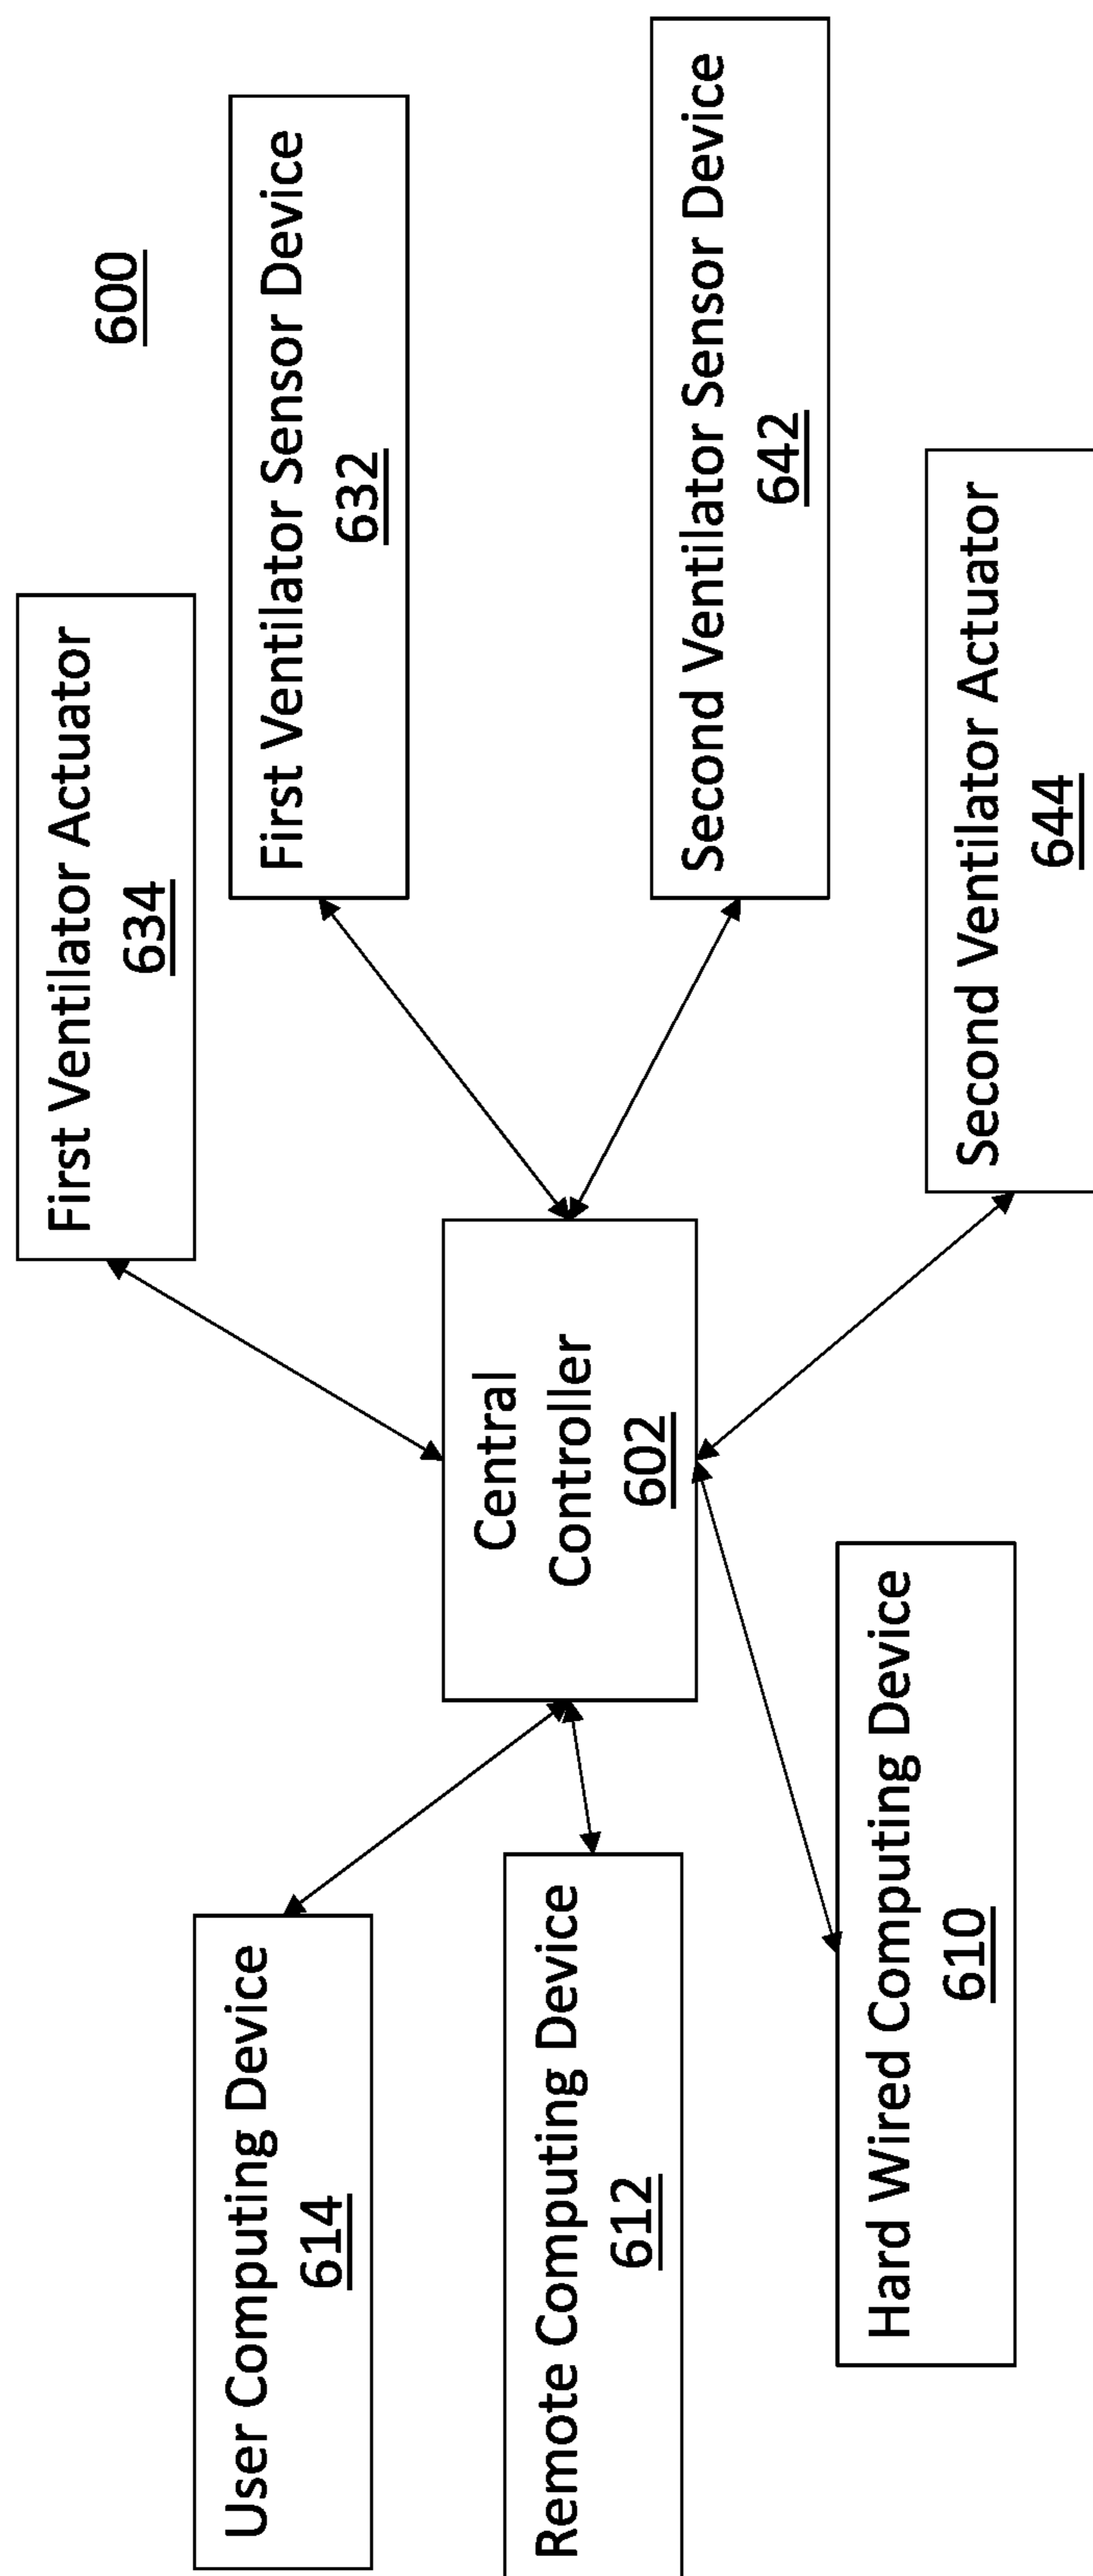 600
First Ventilator Actuator
634
First Ventilator Sensor Device
632
User Computing Device
614
Central
Controller
602
Remote Computing Device
612
Second Ventilator Sensor Device
642
Hard Wired Computing Device
610
Second Ventilator Actuator
644